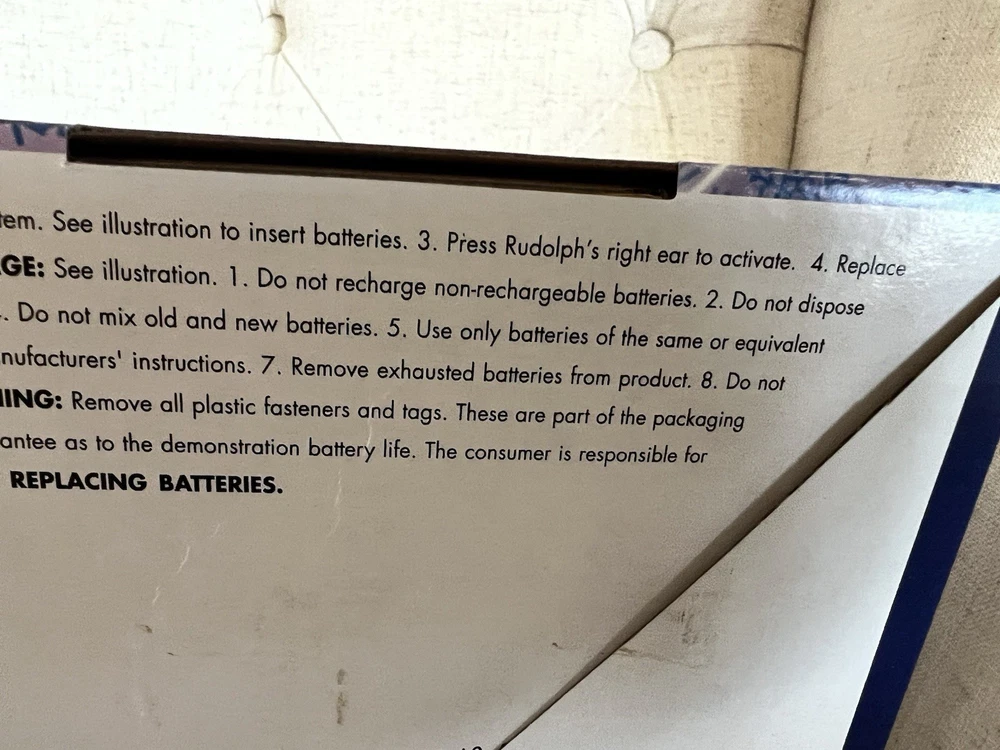 tem. See illustration to insert batteries. 3. Press Rudolph's right ear to activate. 4. Replace
GE: See illustration. 1. Do not recharge non-rechargeable batteries. 2. Do not dispose
. Do not mix old and new batteries. 5. Use only batteries of the same or equivalent
nufacturers' instructions. 7. Remove exhausted batteries from product. 8. Do not
ING: Remove all plastic fasteners and tags. These are part of the packaging
antee as to the demonstration battery life. The consumer is responsible for
REPLACING BATTERIES.